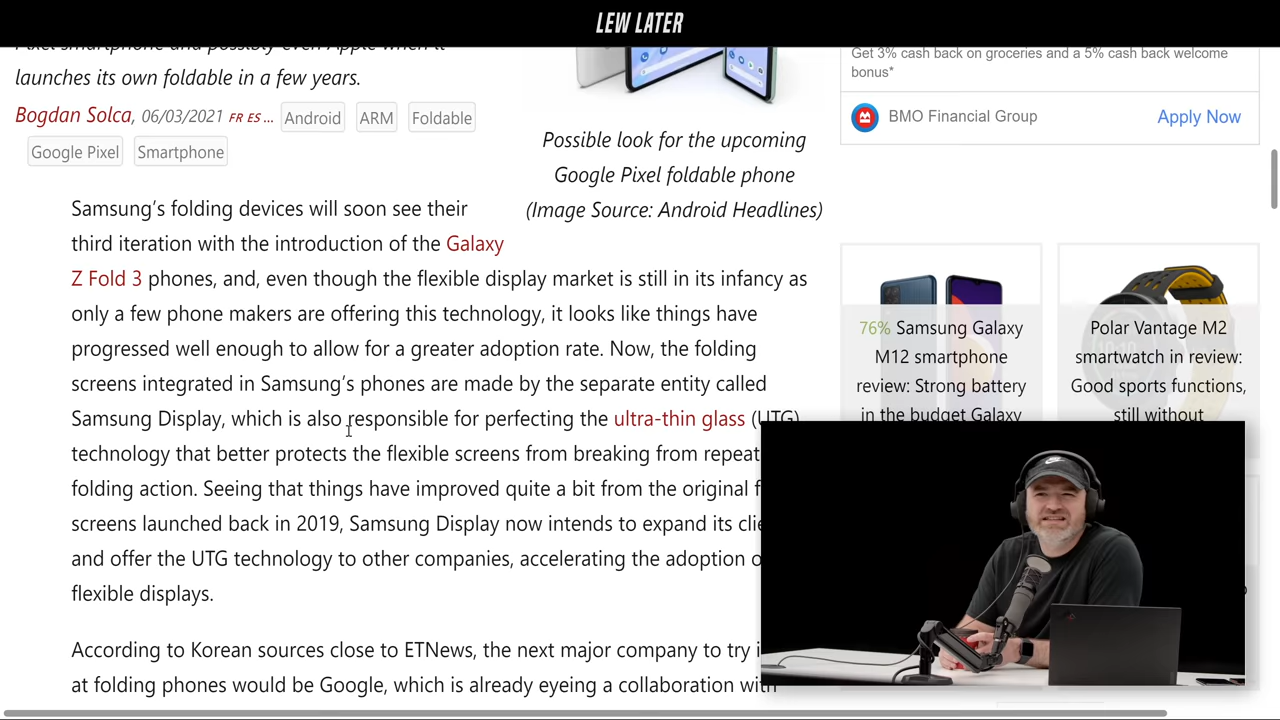 LEW LATER
launches its own foldable in a few years.
Bogdan Solca, 06/03/2021 FR ES ... Android ARM Foldable
Google Pixel Smartphone
Possible look for the upcoming
Google Pixel foldable phone
(Image Source: Android Headlines)
Samsung's folding devices will soon see their
third iteration with the introduction of the Galaxy
Z Fold 3 phones, and, even though the flexible display market is still in its infancy as
only a few phone makers are offering this technology, it looks like things have
progressed well enough to allow for a greater adoption rate. Now, the folding
screens integrated in Samsung's phones are made by the separate entity called
Samsung Display, which is also responsible for perfecting the ultra-thin glass (UTG)
technology that better protects the flexible screens from breaking from repeat
folding action. Seeing that things have improved quite a bit from the original f
screens launched back in 2019, Samsung Display now intends to expand its clie
and offer the UTG technology to other companies, accelerating the adoption o
flexible displays.
According to Korean sources close to ETNews, the next major company to try i
at folding phones would be Google, which is already eyeing a collaboration with
Get 3% cash back on groceries and a 5% cash back welcome
bonus*
BMO Financial Group Apply Now
76% Samsung Galaxy
M12 smartphone
review: Strong battery
in the budget Galaxy
Polar Vantage M2
smartwatch in review:
Good sports functions,
still without